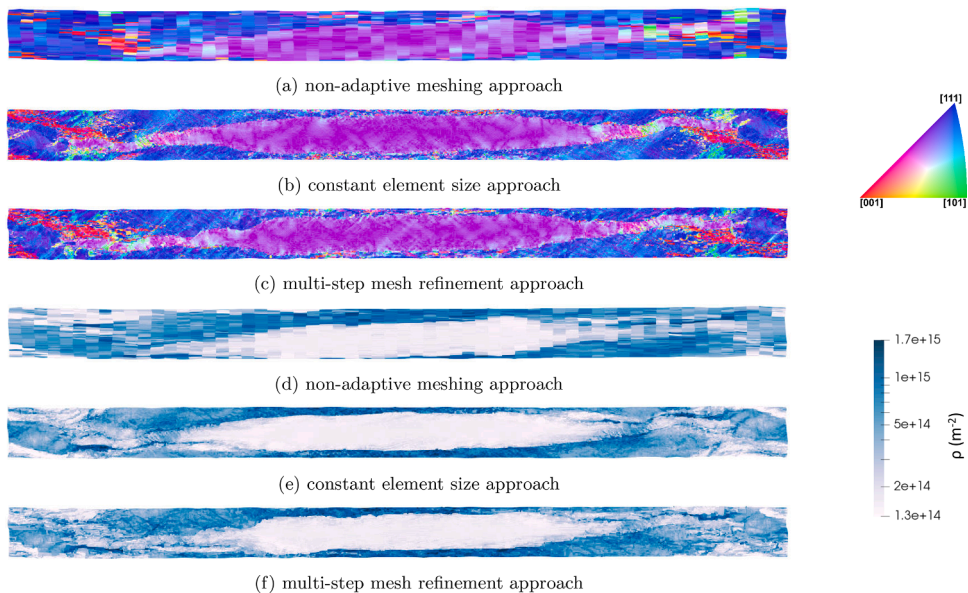 (a) non-adaptive meshing approach
(b) constant element size approach
(c) multi-step mesh refinement approach
[111]
[001]
[101]
(d) non-adaptive meshing approach
(e) constant element size approach
(f) multi-step mesh refinement approach
1.7e+15
1e+15
5e+14
2e+14
1.3e+14
ρ (m⁻²)